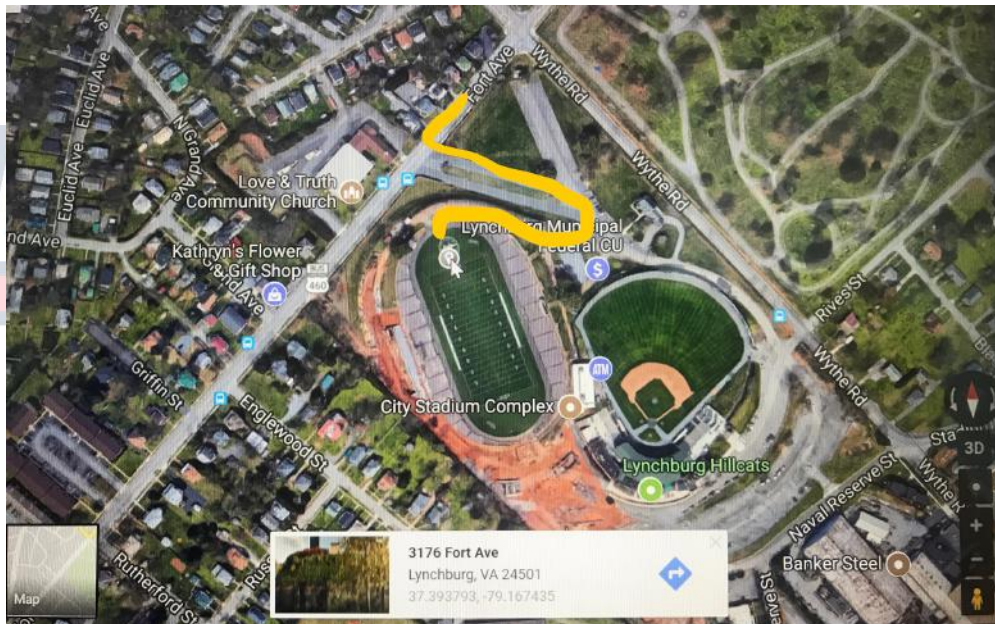 Ave
Euclid Ave
Euclid Ave
N Grand Ave
Fort Ave
Wythe Rd
Wythe Rd
Love & Truth
Community Church
nd Ave
Kathryn's Flower
& Gift Shop
460
Lynchburg Municipal
Federal CU
$
Rives St
Griffin St
Englewood St
ATM
City Stadium Complex
Wythe Rd
Lynchburg Hillcats
3D
Naval Reserve St
Banker Steel
Rutherford St
Map
3176 Fort Ave
Lynchburg, VA 24501
37.393793, -79.167435